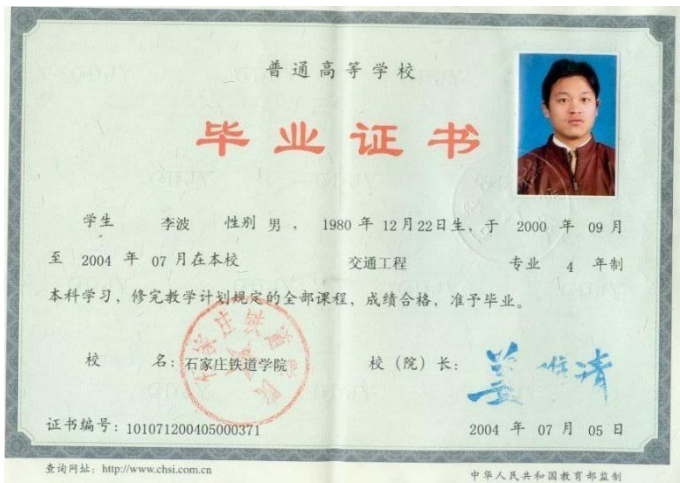 普通高等学校
毕业证书
学生 李波 性别 男， 1980 年 12月22日生，于 2000 年 09 月
至 2004 年 07 月在本校 交通工程 专业 4 年制
本科学习，修完教学计划规定的全部课程，成绩合格，准予毕业。
校 名：石家庄铁道学院 校（院）长：
证书编号：101071200405000371 2004 年 07 月 05 日
查询网址：http://www.chsi.com.cn 中华人民共和国教育部监制